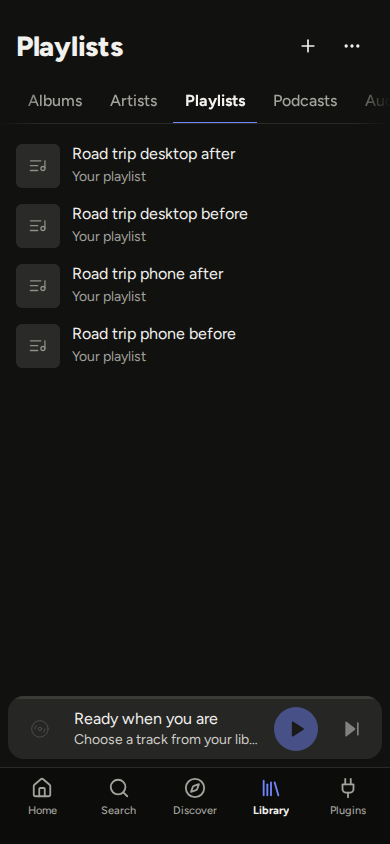 Playlists
Albums Artists Playlists Podcasts
Road trip desktop after
Your playlist
Road trip desktop before
Your playlist
Road trip phone after
Your playlist
Road trip phone before
Your playlist
Ready when you are
Choose a track from your lib...
Home Search Discover Library Plugins